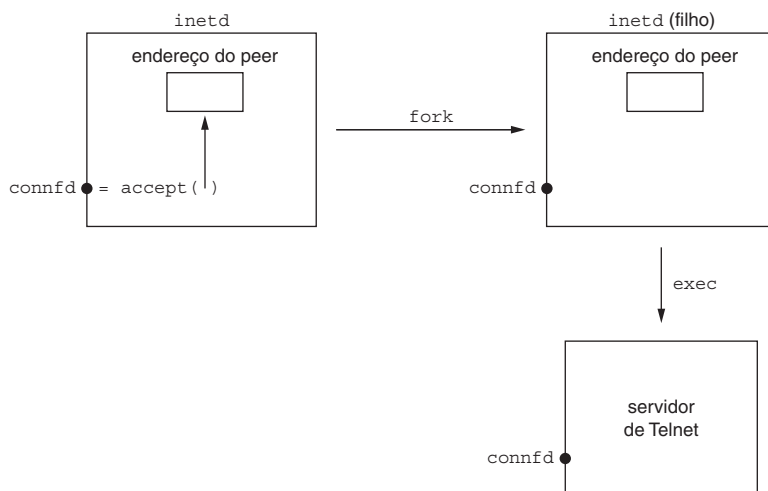 inetd
endereço do peer
connfd = accept( )
fork
inetd (filho)
endereço do peer
connfd
exec
servidor
de Telnet
connfd